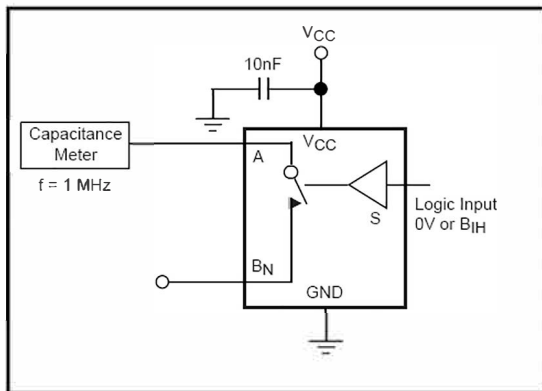 VCC
10nF
Capacitance
Meter
f = 1 MHz
A
VCC
S
Logic Input
0V or BIH
BN
GND